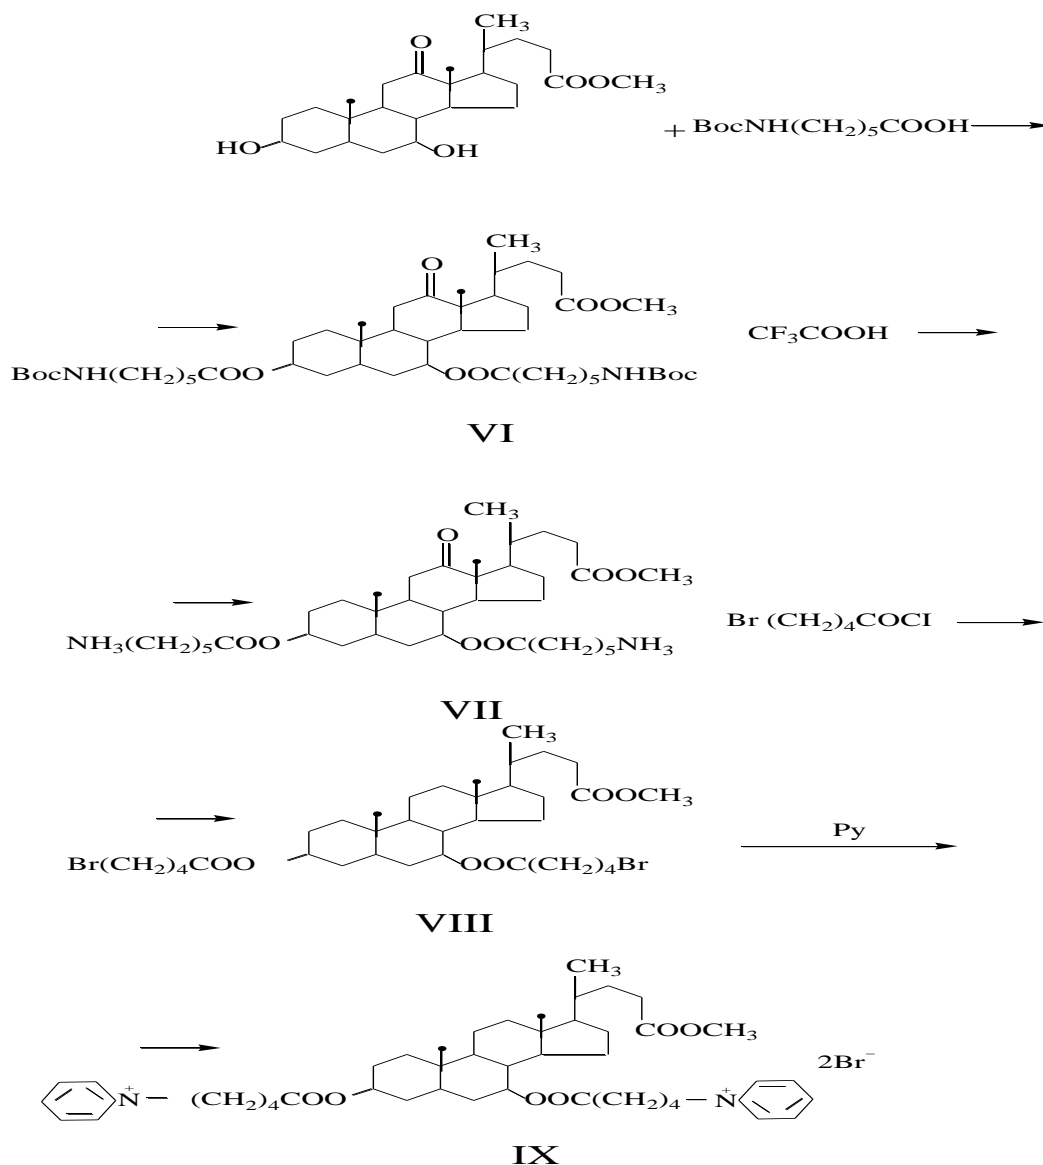 CH₃
O
COOCH₃
HO
OH
+ BocNH(CH₂)₅COOH
CH₃
O
COOCH₃
CF₃COOH
BocNH(CH₂)₅COO
OOC(CH₂)₅NHBoc
VI
CH₃
O
COOCH₃
Br (CH₂)₄COCl
NH₃(CH₂)₅COO
OOC(CH₂)₅NH₃
VII
CH₃
COOCH₃
Py
Br(CH₂)₄COO
OOC(CH₂)₄Br
VIII
CH₃
COOCH₃
2Br⁻
N⁺ (CH₂)₄COO
OOC(CH₂)₄ N⁺
IX